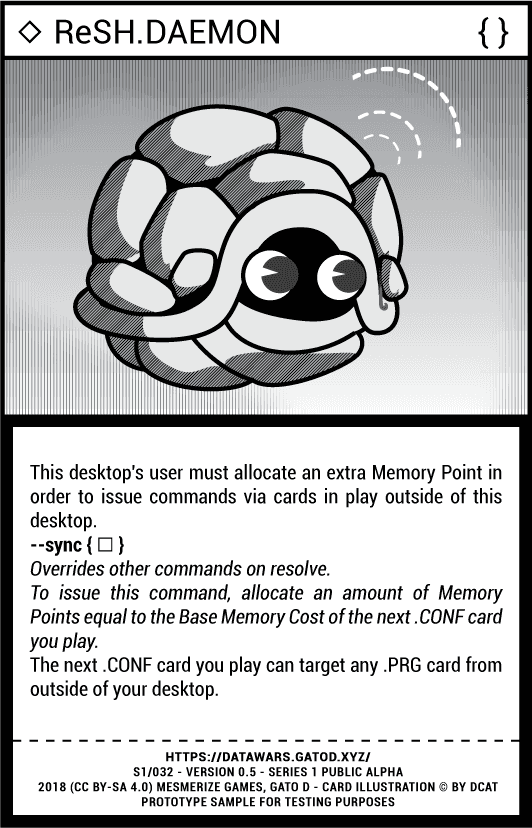 ◇ ReSH.DAEMON { }
This desktop's user must allocate an extra Memory Point in
order to issue commands via cards in play outside of this
desktop.
--sync { □ }
Overrides other commands on resolve.
To issue this command, allocate an amount of Memory
Points equal to the Base Memory Cost of the next .CONF card
you play.
The next .CONF card you play can target any .PRG card from
outside of your desktop.
HTTPS://DATAWARS.GATOD.XYZ/
S1/032 - VERSION 0.5 - SERIES 1 PUBLIC ALPHA
2018 (CC BY-SA 4.0) MESMERIZE GAMES, GATO D - CARD ILLUSTRATION © BY DCAT
PROTOTYPE SAMPLE FOR TESTING PURPOSES